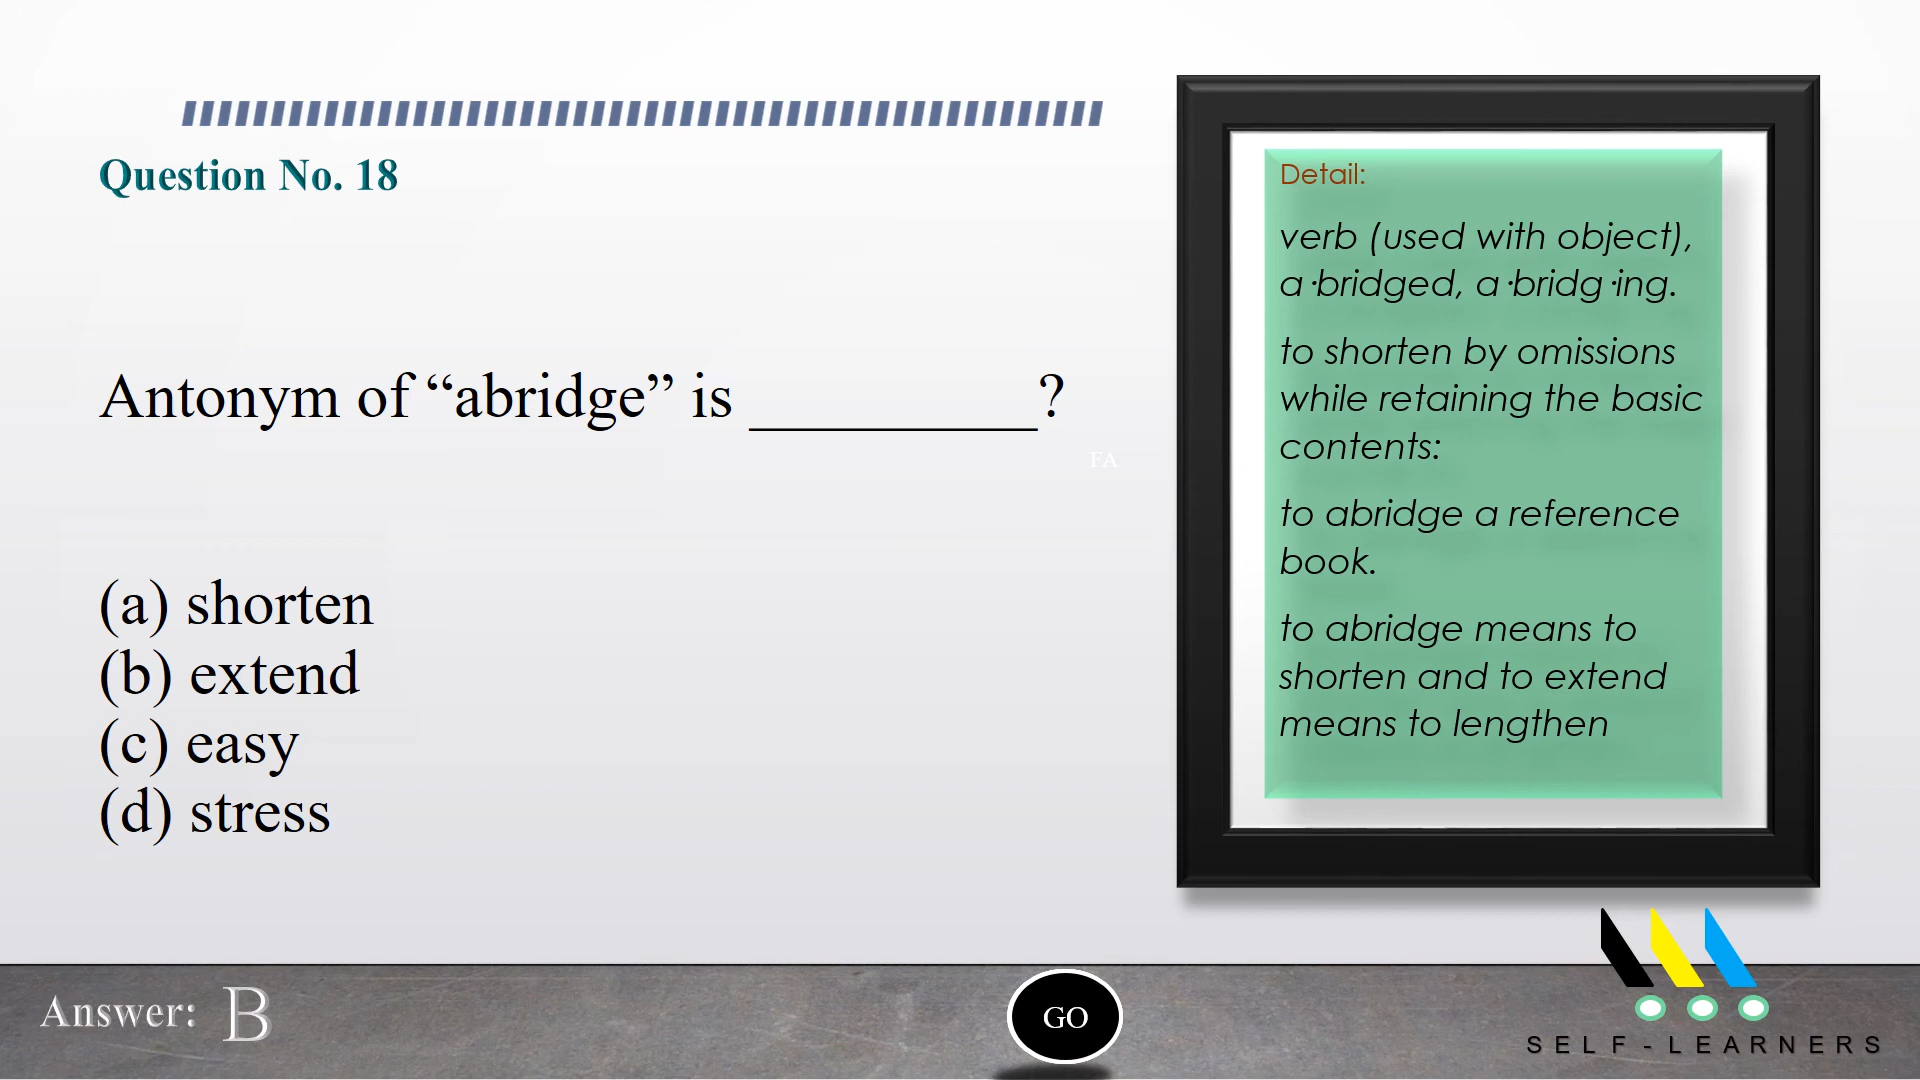 Question No. 18
Antonym of “abridge” is __________?
FA
(a) shorten
(b) extend
(c) easy
(d) stress
Detail:
verb (used with object),
a·bridged, a·bridg·ing.
to shorten by omissions
while retaining the basic
contents:
to abridge a reference
book.
to abridge means to
shorten and to extend
means to lengthen
Answer: B
GO
SELF-LEARNERS